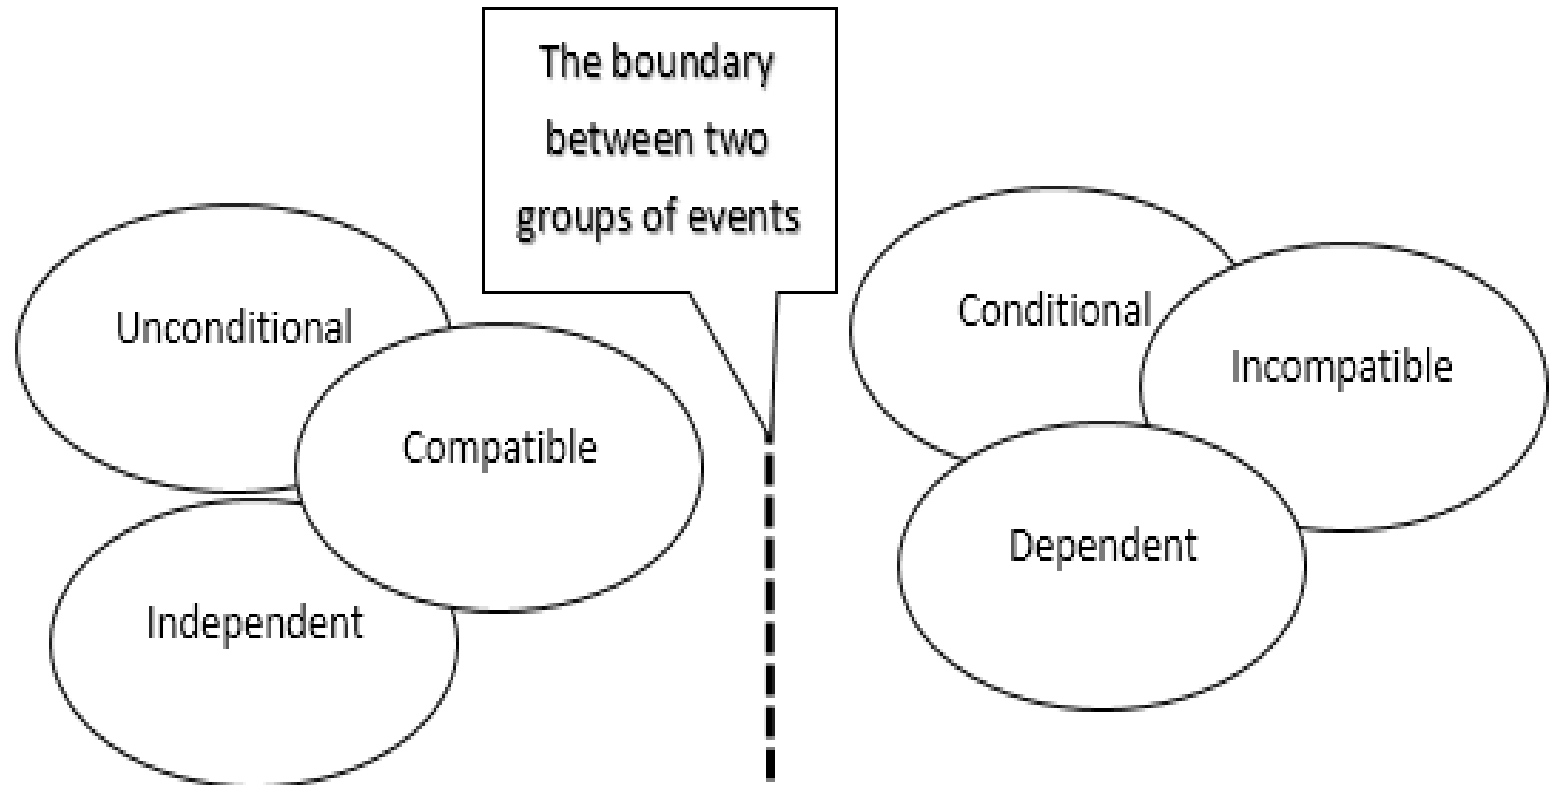 The boundary
between two
groups of events
Unconditional
Compatible
Independent
Conditional
Incompatible
Dependent